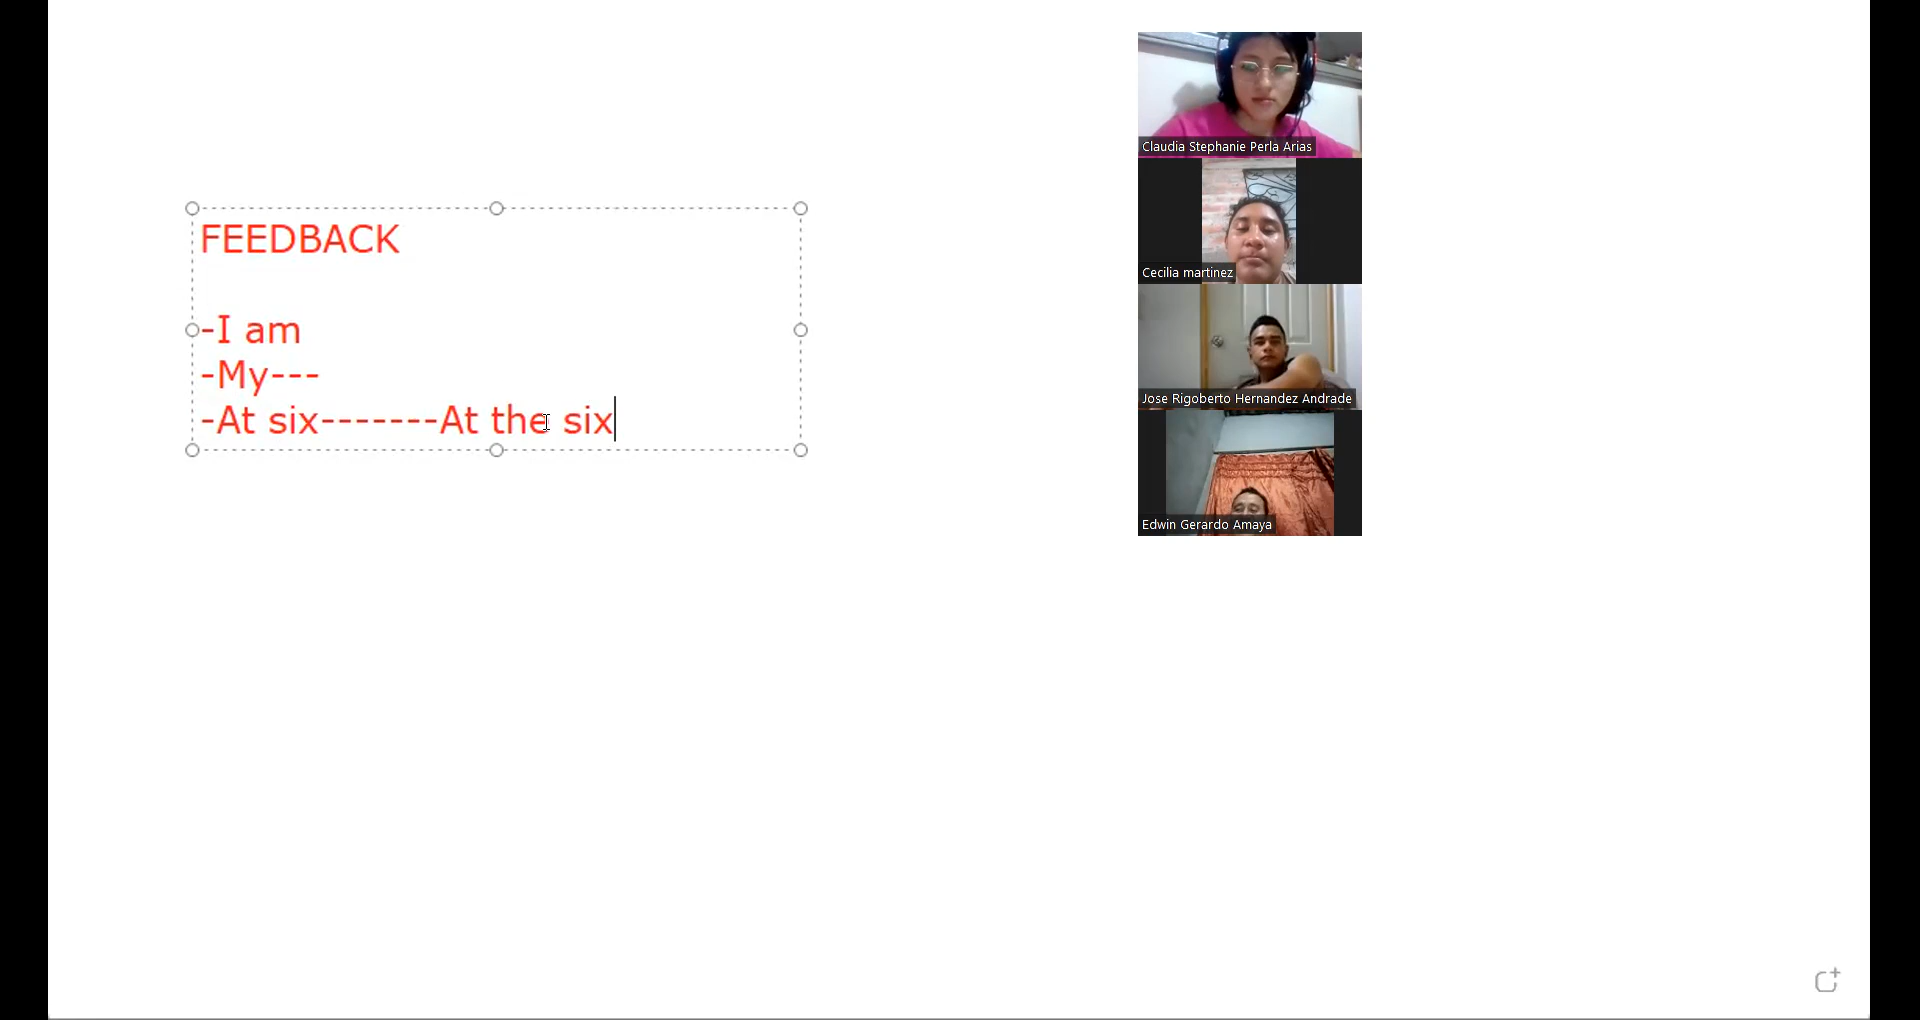 FEEDBACK
-I am
-My---
-At six-------At the six
Claudia Stephanie Perla Arias
Cecilia martinez
Jose Rigoberto Hernandez Andrade
Edwin Gerardo Amaya